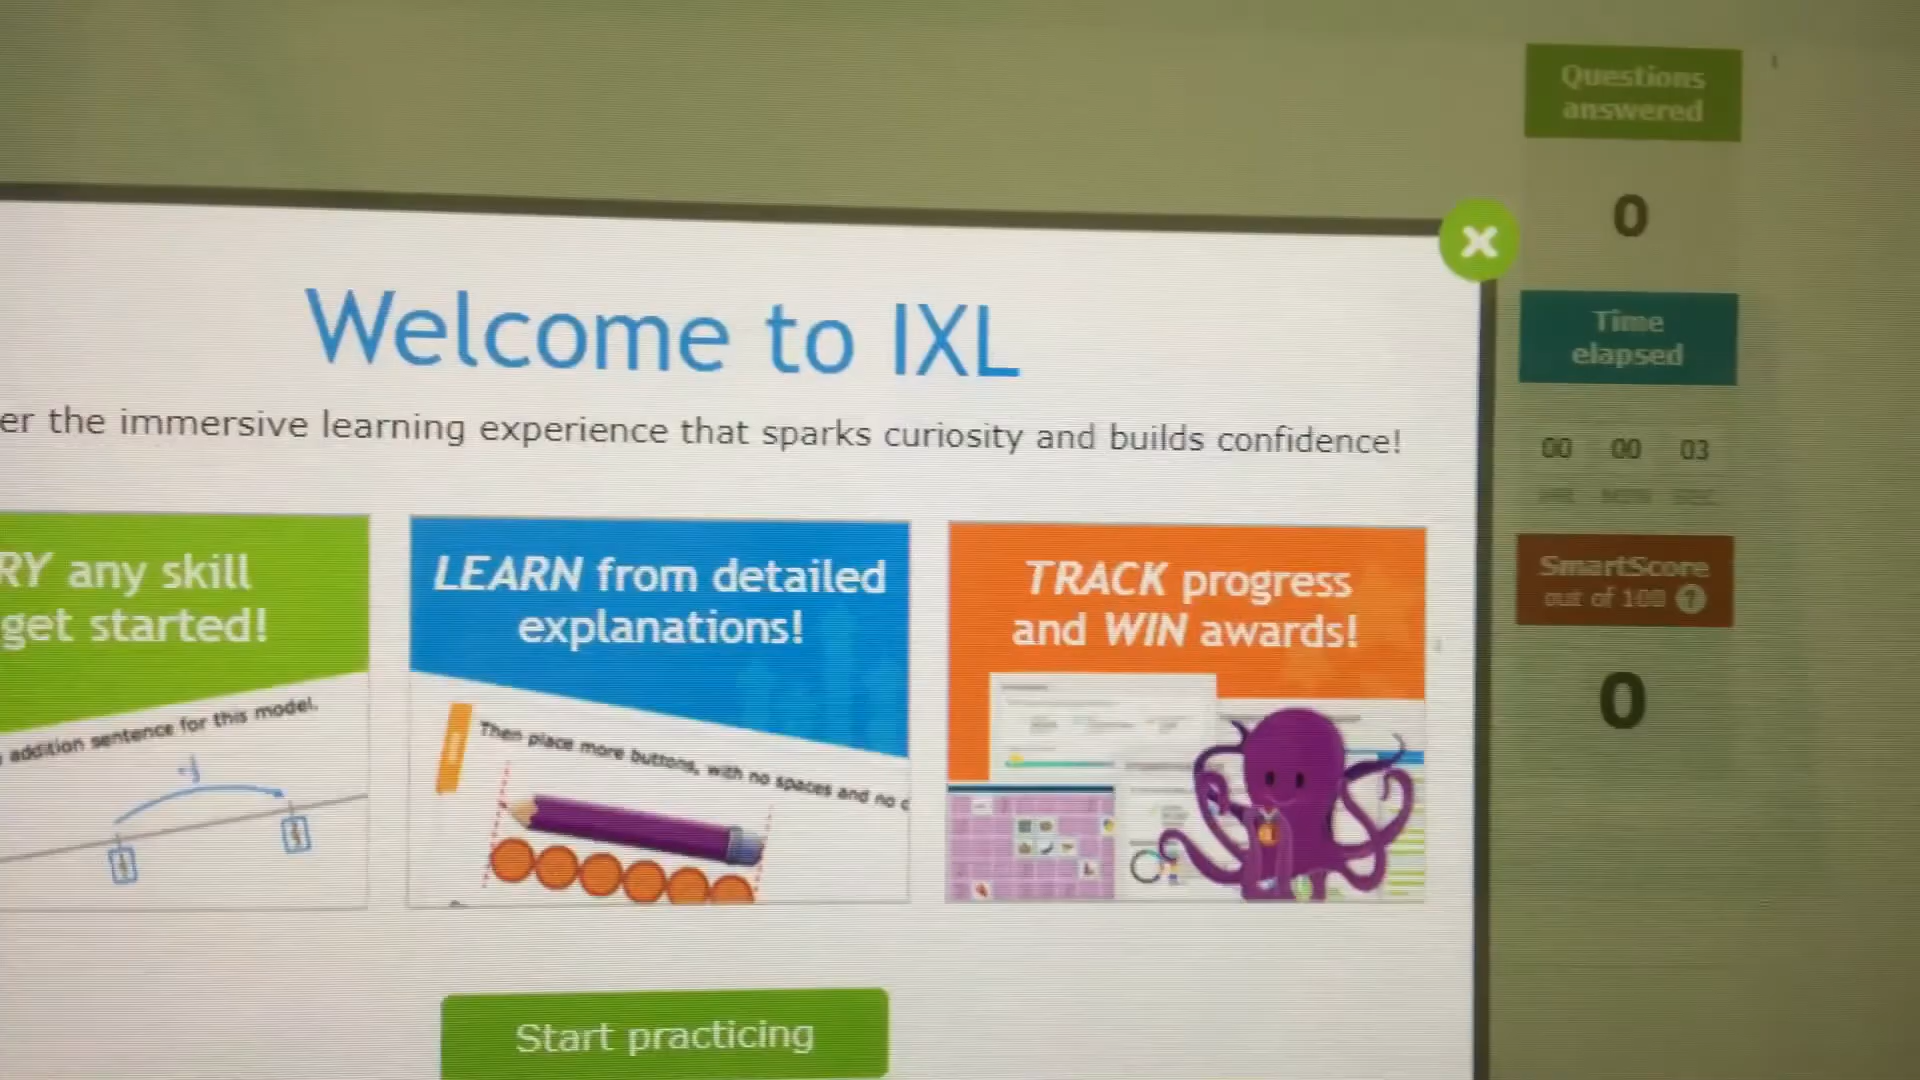 Questions
answered
0
Time
elapsed
00 00 03
SmartScore
out of 100 ?
0
Welcome to IXL
er the immersive learning experience that sparks curiosity and builds confidence!
RY any skill
get started!
addition sentence for this model.
LEARN from detailed
explanations!
Then place more buttons, with no spaces and no
TRACK progress
and WIN awards!
Start practicing